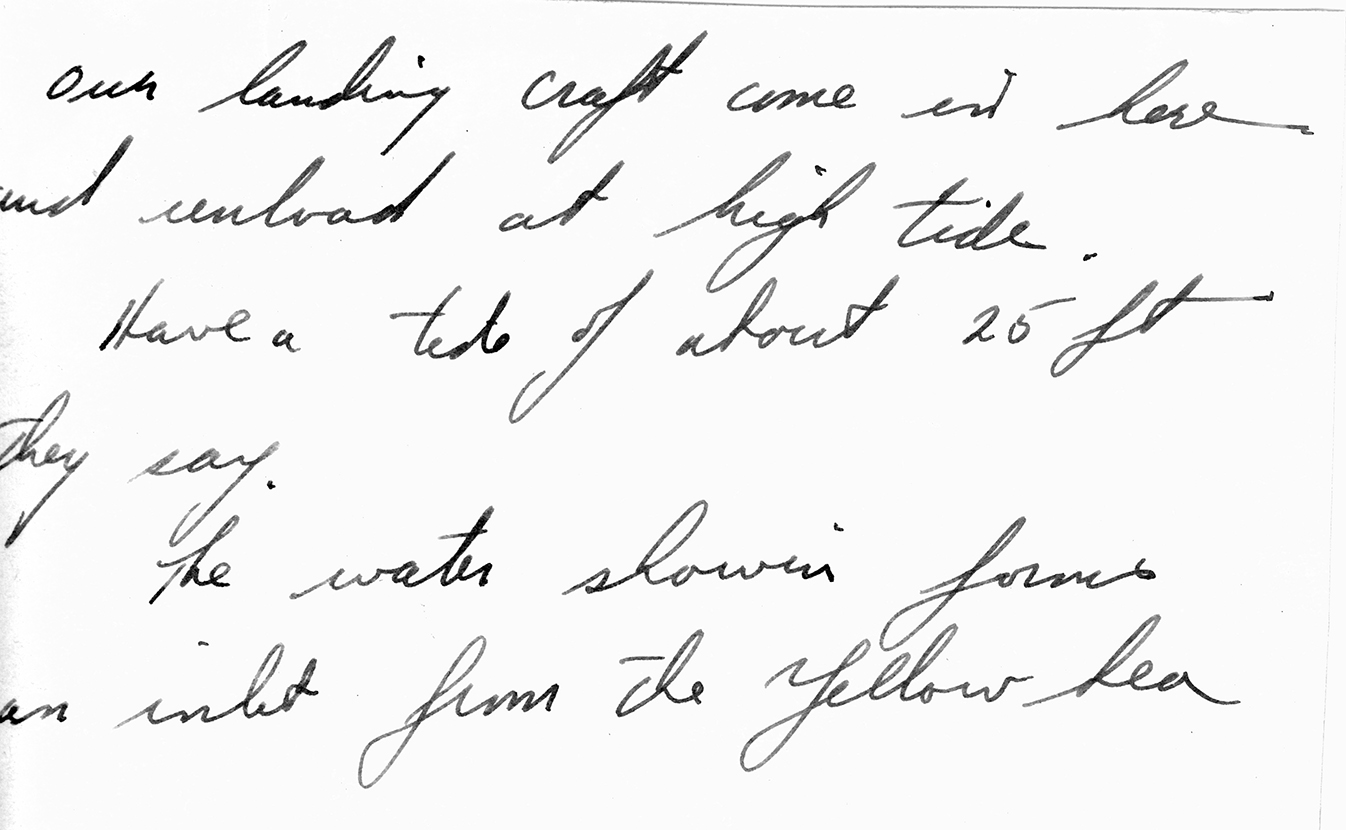 Our landing craft come in here
and unload at high tide.
Have a tide of about 25 ft
they say.
The water showin forms
an inlet from the Yellow Sea